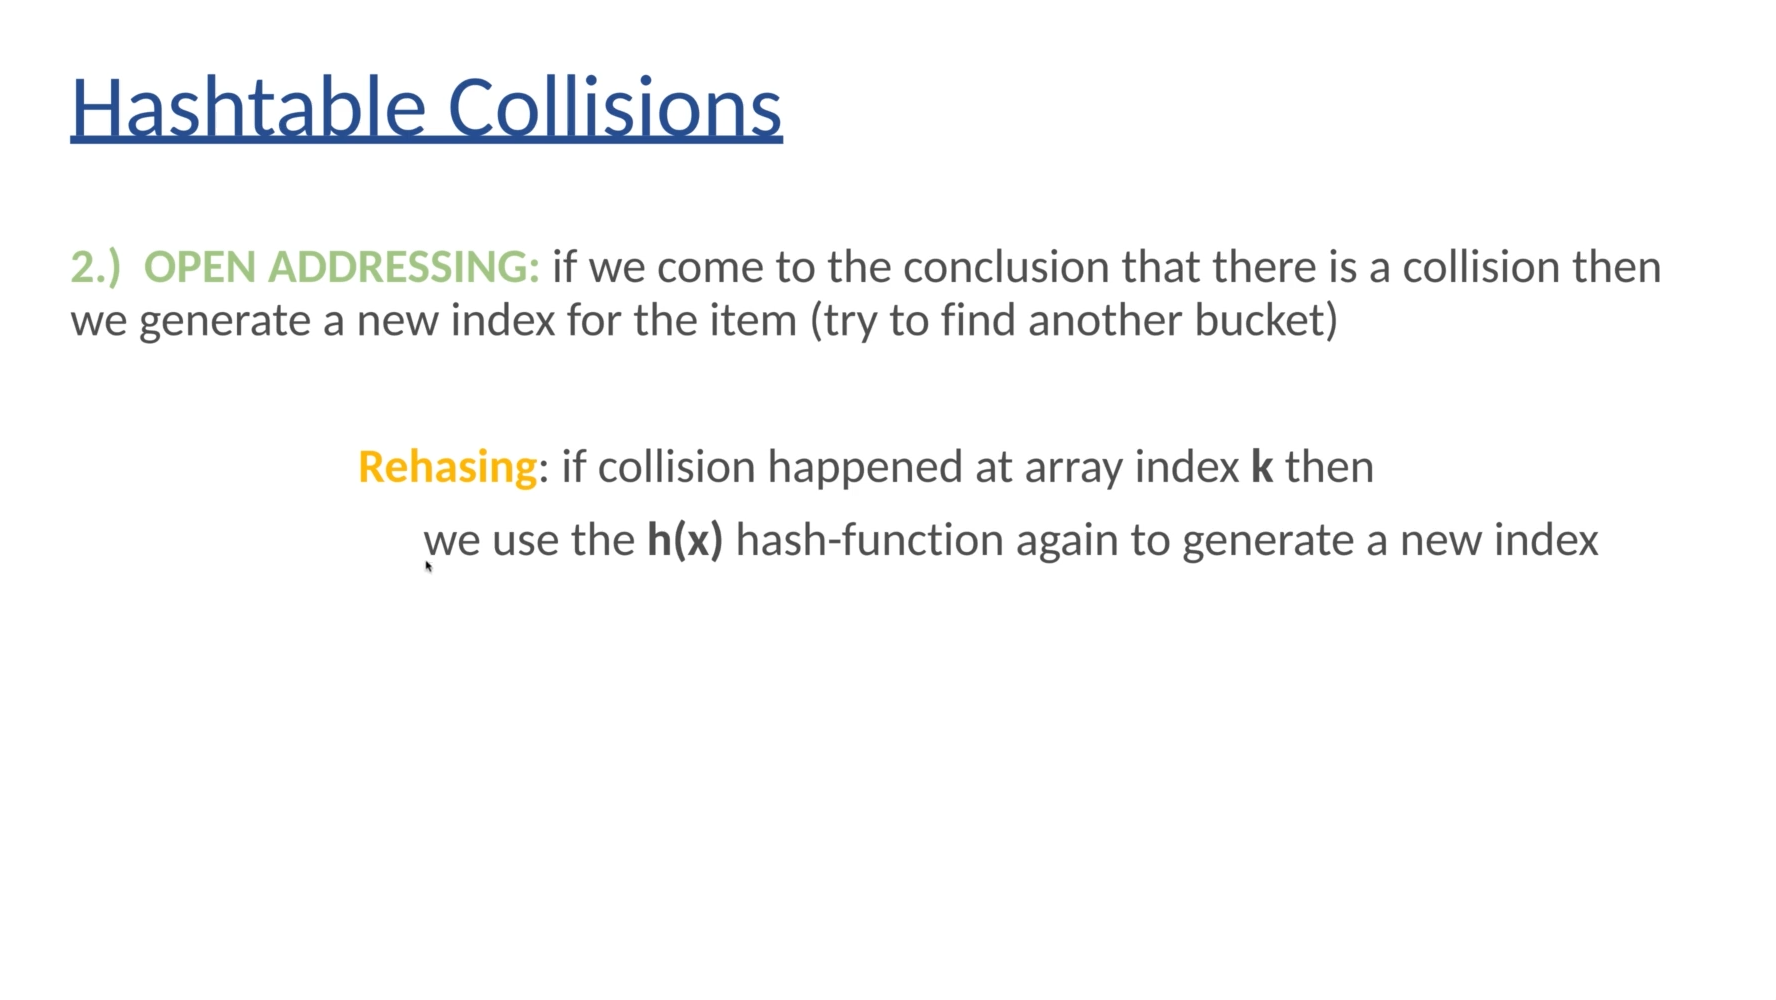 Hashtable Collisions
2.) OPEN ADDRESSING: if we come to the conclusion that there is a collision then
we generate a new index for the item (try to find another bucket)
Rehasing: if collision happened at array index k then
we use the h(x) hash-function again to generate a new index